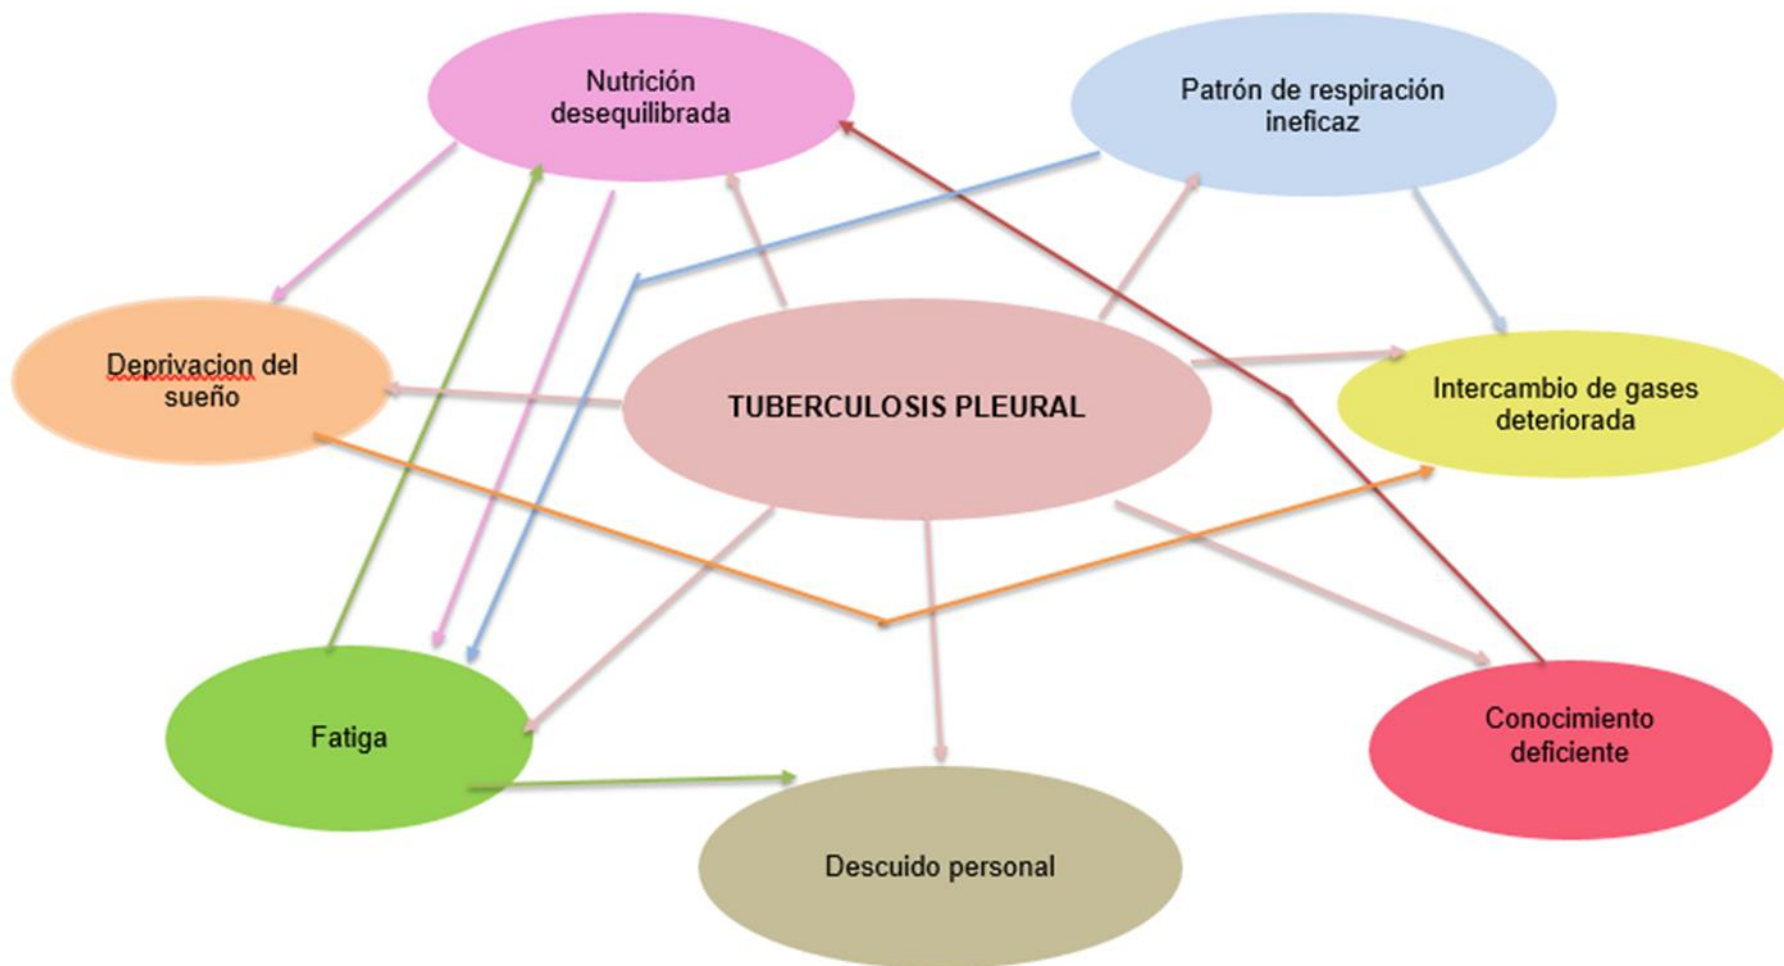 Nutrición
desequilibrada
Patrón de respiración
ineficaz
Deprivacion del
sueño
TUBERCULOSIS PLEURAL
Intercambio de gases
deteriorada
Fatiga
Conocimiento
deficiente
Descuido personal